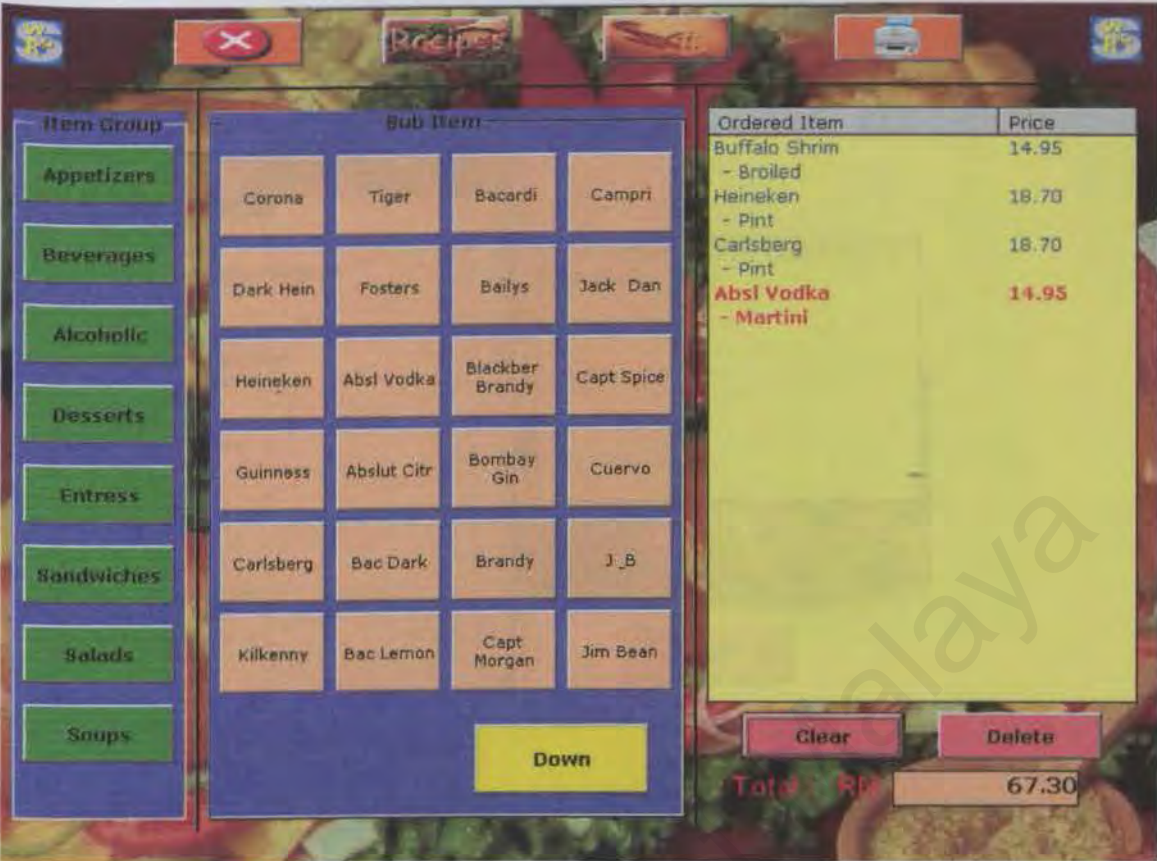 Recipes
Item Group
Appetizers
Beverages
Alcoholic
Desserts
Entress
Sandwiches
Salads
Soups
Sub Item
Corona
Tiger
Bacardi
Campri
Dark Hein
Fosters
Bailys
Jack Dan
Heineken
Absl Vodka
Blackber
Brandy
Capt Spice
Guinness
Abslut Citr
Bombay
Gin
Cuervo
Carlsberg
Bac Dark
Brandy
J_B
Kilkenny
Bac Lemon
Capt
Morgan
Jim Bean
Down
Ordered Item Price
Buffalo Shrim 14.95
- Broiled
Heineken 18.70
- Pint
Carlsberg 18.70
- Pint
Absl Vodka 14.95
- Martini
Clear
Delete
Total : RM 67.30
alaya